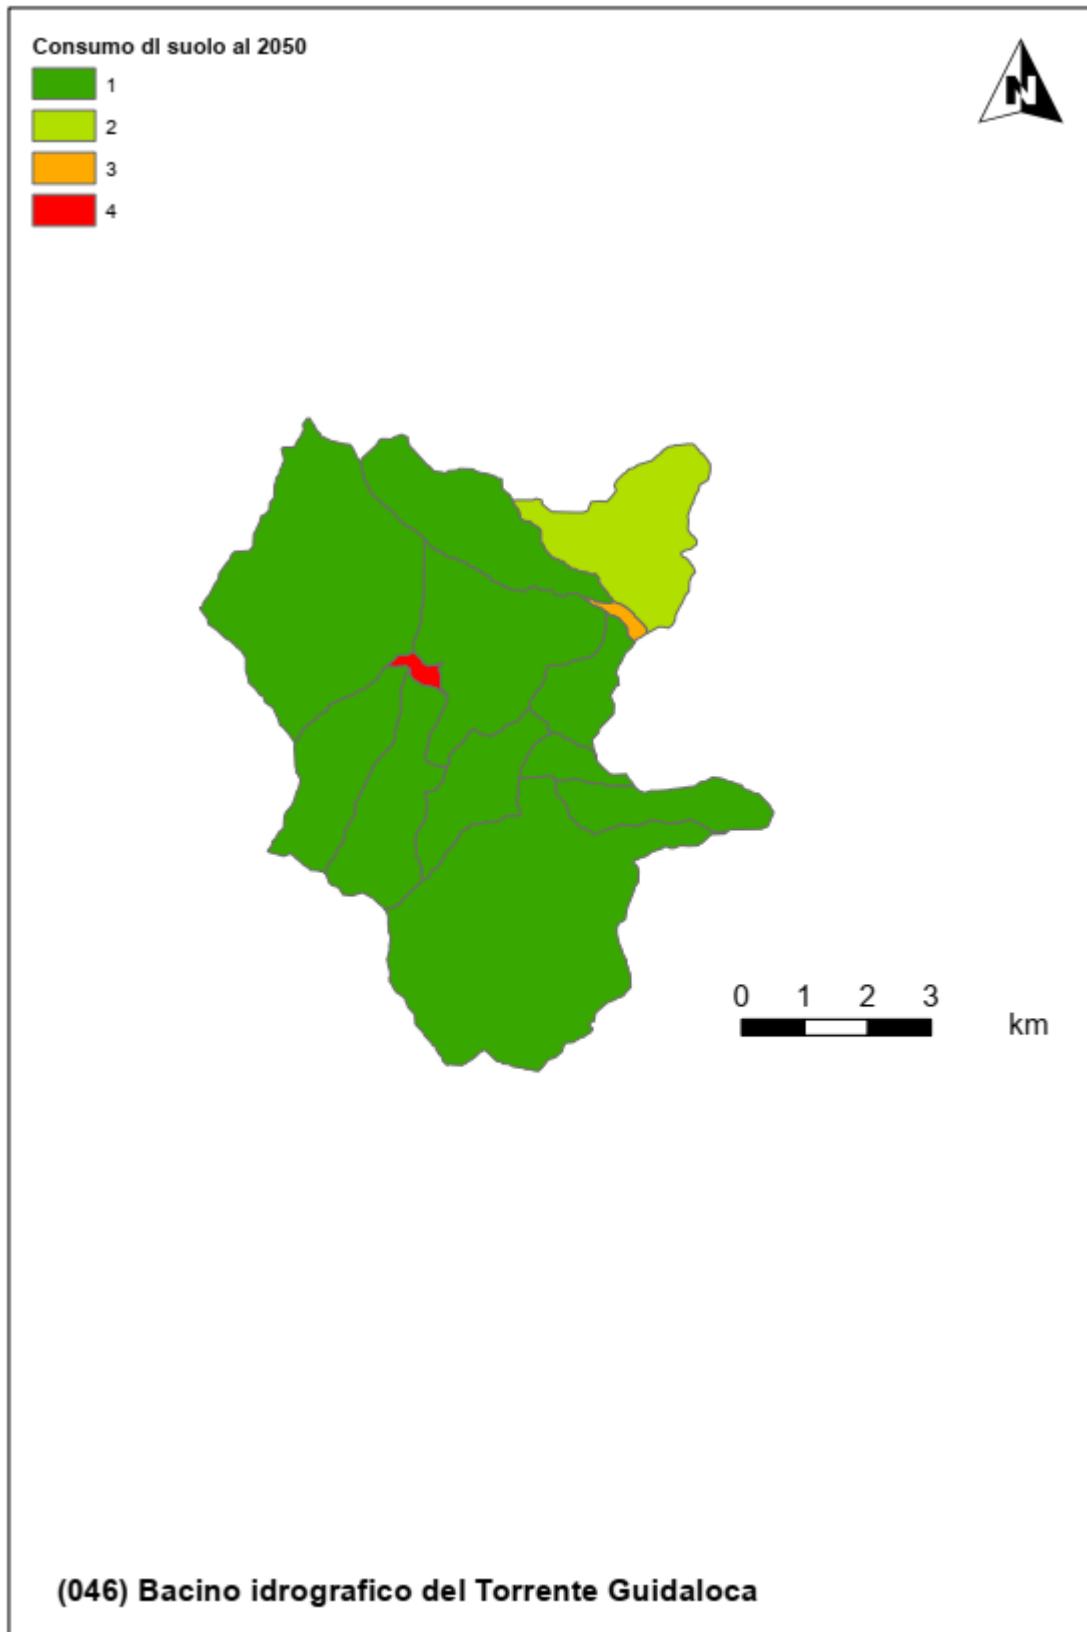 Consumo dI suolo al 2050
1
2
3
4
N
0 1 2 3
km
(046) Bacino idrografico del Torrente Guidaloca